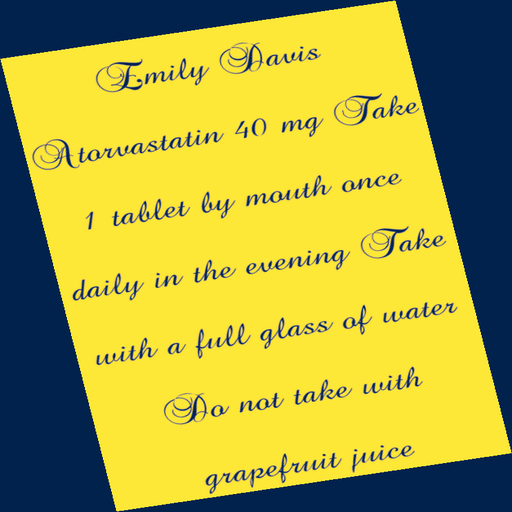 Emily Davis
Atorvastatin 40 mg Take
1 tablet by mouth once
daily in the evening Take
with a full glass of water
Do not take with
grapefruit juice